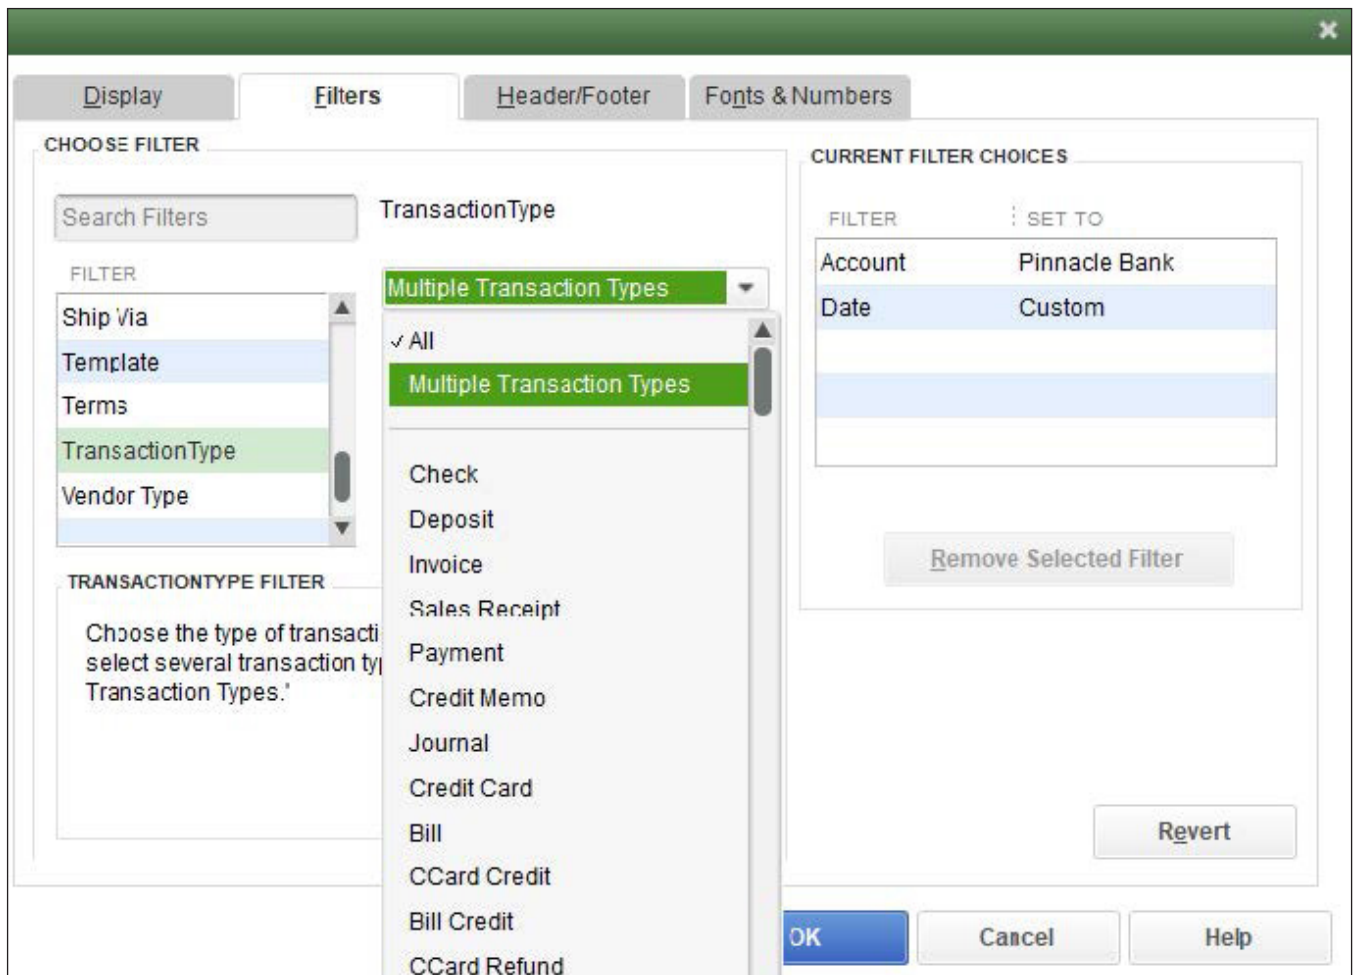 Display
Filters
Header/Footer
Fonts & Numbers
CHOOSE FILTER
Search Filters
TransactionType
FILTER
Ship Via
Template
Terms
TransactionType
Vendor Type
Multiple Transaction Types
✓ All
Multiple Transaction Types
Check
Deposit
Invoice
Sales Receipt
Payment
Credit Memo
Journal
Credit Card
Bill
CCard Credit
Bill Credit
CCard Refund
TRANSACTIONTYPE FILTER
Choose the type of transacti
select several transaction ty
Transaction Types.'
CURRENT FILTER CHOICES
FILTER SET TO
Account Pinnacle Bank
Date Custom
Remove Selected Filter
Revert
OK
Cancel
Help